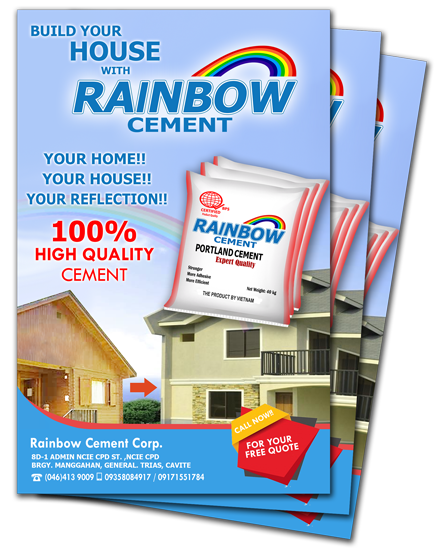 BUILD YOUR
HOUSE
WITH
RAINBOW
CEMENT
YOUR HOME!!
YOUR HOUSE!!
YOUR REFLECTION!!
100%
HIGH QUALITY
CEMENT
CERTIFIED
BPS
RAINBOW
CEMENT
PORTLAND CEMENT
Expert Quality
Stronger
More Adhesive
More Efficient
Net Weight: 40 kg
THE PRODUCT BY VIETNAM
CALL NOW!!
FOR YOUR
FREE QUOTE
Rainbow Cement Corp.
8D-1 ADMIN NCIE CPD ST. ,NCIE CPD
BRGY. MANGGAHAN, GENERAL. TRIAS, CAVITE
(046)413 9009 09358084917 / 09171551784